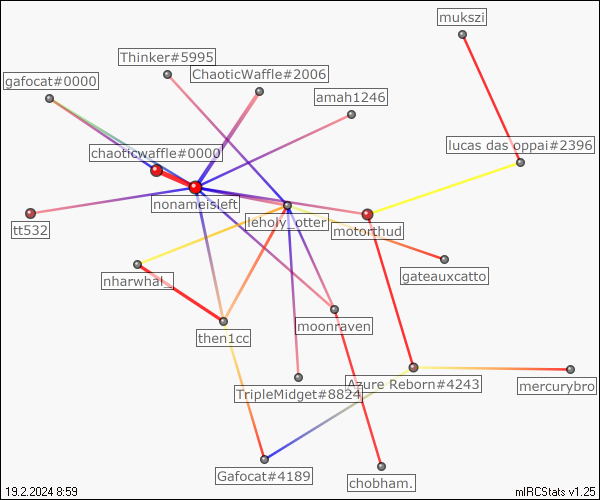 mukszi
Thinker#5995
ChaoticWaffle#2006
gafocat#0000
amah1246
lucas das oppai#2396
chaoticwaffle#0000
nonameisleft
leholy_otter
motorthud
tt532
gateauxcatto
nharwhal_
moonraven
then1cc
TripleMidget#8824
Azure Reborn#4243
mercurybro
Gafocat#4189
chobham.
19.2.2024 8:59
mIRCStats v1.25